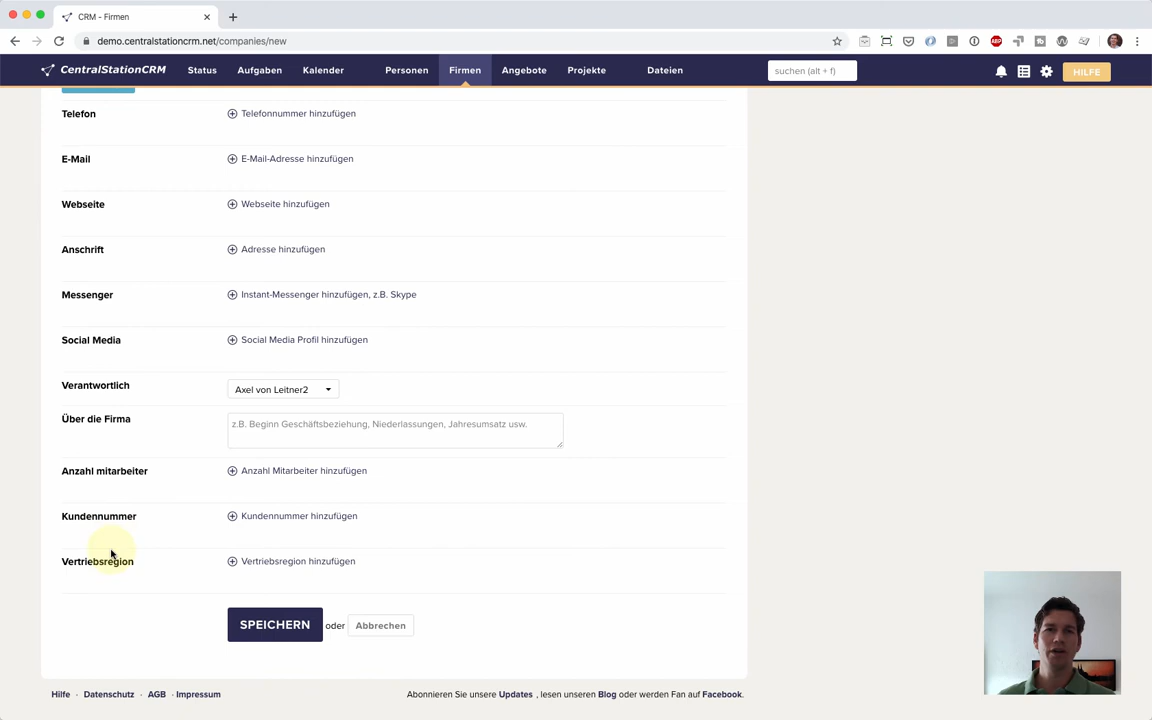 CRM - Firmen
demo.centralstationcrm.net/companies/new
ABP
CentralStationCRM Status Aufgaben Kalender Personen Firmen Angebote Projekte Dateien suchen (alt + f) HILFE
Telefon Telefonnummer hinzufügen
E-Mail E-Mail-Adresse hinzufügen
Webseite Webseite hinzufügen
Anschrift Adresse hinzufügen
Messenger Instant-Messenger hinzufügen, z.B. Skype
Social Media Social Media Profil hinzufügen
Verantwortlich Axel von Leitner2
Über die Firma z.B. Beginn Geschäftsbeziehung, Niederlassungen, Jahresumsatz usw.
Anzahl mitarbeiter Anzahl Mitarbeiter hinzufügen
Kundennummer Kundennummer hinzufügen
Vertriebsregion Vertriebsregion hinzufügen
SPEICHERN oder Abbrechen
Hilfe · Datenschutz · AGB · Impressum Abonnieren Sie unsere Updates , lesen unseren Blog oder werden Fan auf Facebook.